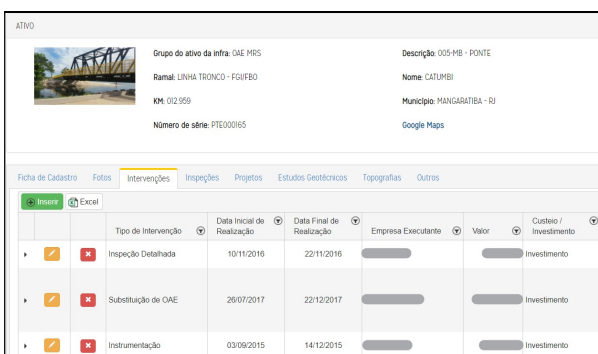 ATIVO
Grupo do ativo da infra: OAE MRS
Descrição: 005-MB - PONTE
Ramal: LINHA TRONCO - FGI/FBO
Nome: CATUMBI
KM: 012.959
Município: MANGARATIBA - RJ
Número de série: PTE000165
Google Maps
Ficha de Cadastro Fotos Intervenções Inspeções Projetos Estudos Geotécnicos Topografias Outros
Inserir Excel
Tipo de Intervenção Data Inicial de Realização Data Final de Realização Empresa Executante Valor Custeio / Investimento
Inspeção Detalhada 10/11/2016 22/11/2016 Investimento
Substituição de OAE 26/07/2017 22/12/2017 Investimento
Instrumentação 03/09/2015 14/12/2015 Investimento